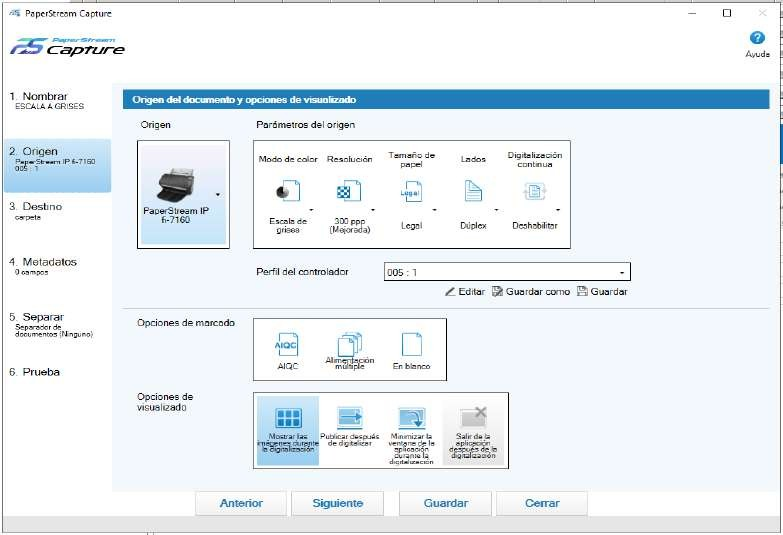 PaperStream Capture
PaperStream
Capture
Ayuda
1. Nombrar
ESCALA A GRISES
2. Origen
PaperStream IP fi-7160
005 : 1
3. Destino
carpeta
4. Metadatos
0 campos
5. Separar
Separador de
documentos (Ninguno)
6. Prueba
Origen del documento y opciones de visualizado
Origen
PaperStream IP
fi-7160
Parámetros del origen
Modo de color
Escala de
grises
Resolución
300 ppp
(Mejorada)
Tamaño de
papel
Legal
Legal
Lados
Dúplex
Digitalización
continua
Deshabilitar
Perfil del controlador
005 : 1
Editar
Guardar como
Guardar
Opciones de marcado
AIQC
AIQC
Alimentación
múltiple
En blanco
Opciones de
visualizado
Mostrar las
imágenes durante
la digitalización
Publicar después
de digitalizar
Minimizar la
ventana de la
aplicación
durante la
digitalización
Salir de la
aplicación
después de la
digitalización
Anterior
Siguiente
Guardar
Cerrar